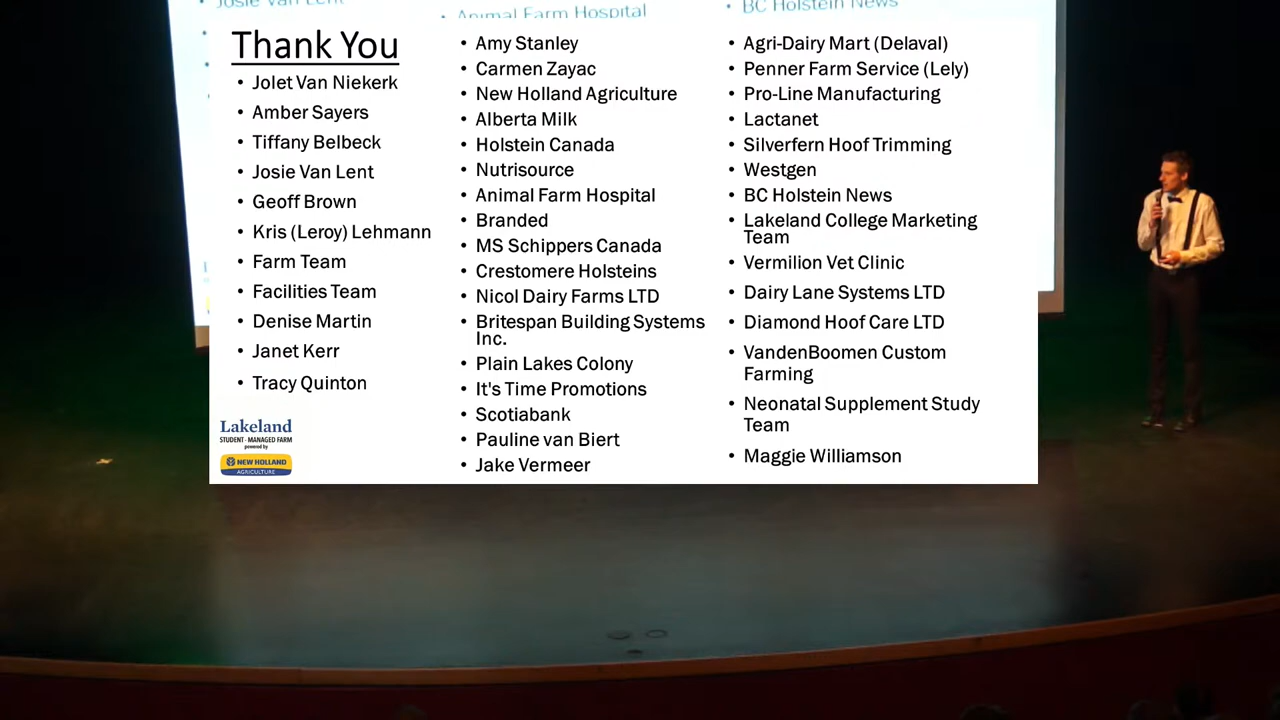 Josie Van Lent
Animal Farm Hospital
BC Holstein News
Thank You
• Jolet Van Niekerk
• Amber Sayers
• Tiffany Belbeck
• Josie Van Lent
• Geoff Brown
• Kris (Leroy) Lehmann
• Farm Team
• Facilities Team
• Denise Martin
• Janet Kerr
• Tracy Quinton
Lakeland
STUDENT-MANAGED FARM
powered by
NEW HOLLAND
AGRICULTURE
• Amy Stanley
• Carmen Zayac
• New Holland Agriculture
• Alberta Milk
• Holstein Canada
• Nutrisource
• Animal Farm Hospital
• Branded
• MS Schippers Canada
• Crestomere Holsteins
• Nicol Dairy Farms LTD
• Britespan Building Systems
Inc.
• Plain Lakes Colony
• It's Time Promotions
• Scotiabank
• Pauline van Biert
• Jake Vermeer
• Agri-Dairy Mart (Delaval)
• Penner Farm Service (Lely)
• Pro-Line Manufacturing
• Lactanet
• Silverfern Hoof Trimming
• Westgen
• BC Holstein News
• Lakeland College Marketing
Team
• Vermilion Vet Clinic
• Dairy Lane Systems LTD
• Diamond Hoof Care LTD
• VandenBoomen Custom
Farming
• Neonatal Supplement Study
Team
• Maggie Williamson